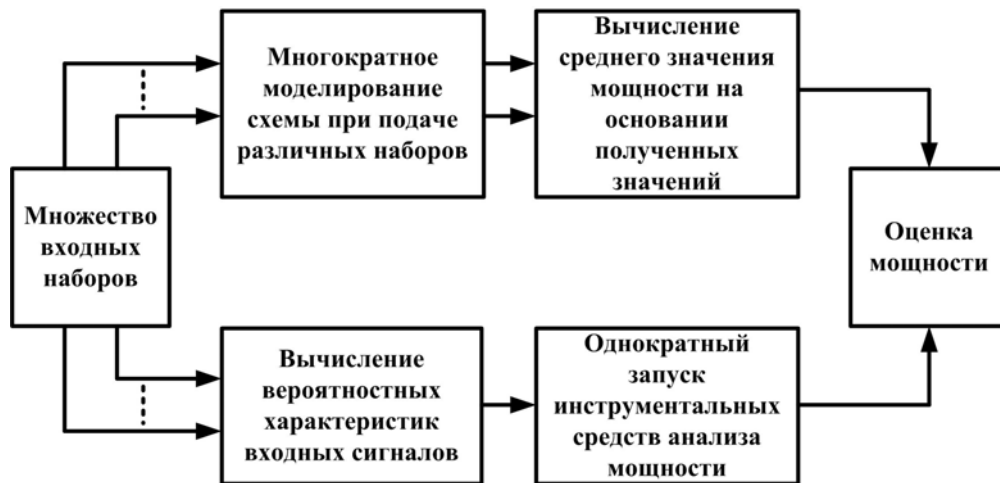 Множество
входных
наборов
Многократное
моделирование
схемы при подаче
различных наборов
Вычисление
среднего значения
мощности на
основании
полученных
значений
Вычисление
вероятностных
характеристик
входных сигналов
Однократный
запуск
инструментальных
средств анализа
мощности
Оценка
мощности